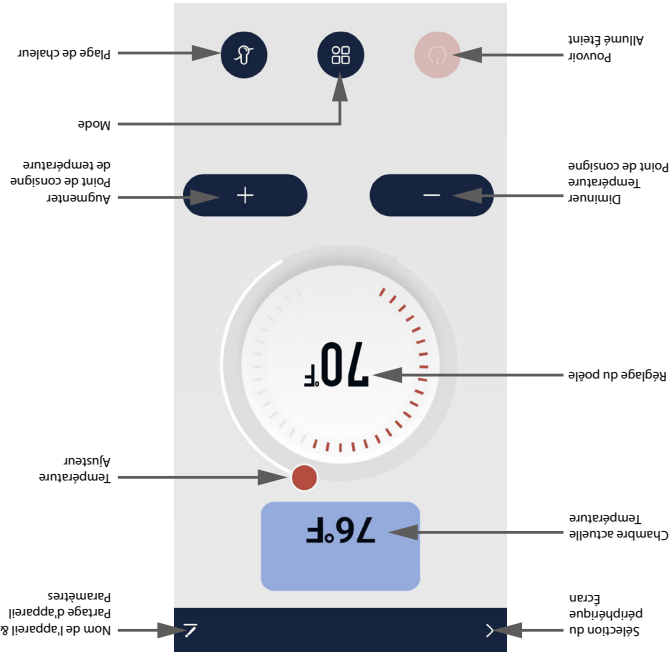 Sélection du
périphérique
Écran
Nom de l'appareil &
Partage d'appareil
Paramètres
Chambre actuelle
Température
76°F
Température
Ajusteur
Réglage du poêle
70°F
Diminuer
Température
Point de consigne
−
+
Augmenter
Point de consigne
de température
Mode
Pouvoir
Allumé Éteint
Plage de chaleur